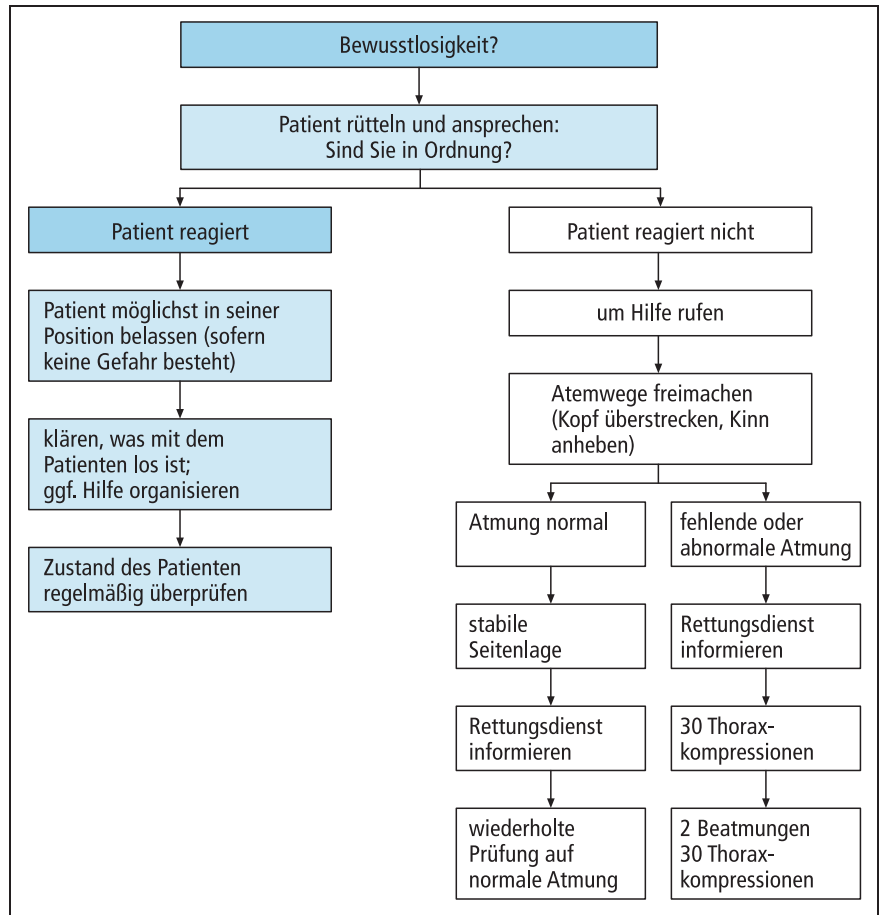 Bewusstlosigkeit?
Patient rütteln und ansprechen:
Sind Sie in Ordnung?
Patient reagiert
Patient möglichst in seiner
Position belassen (sofern
keine Gefahr besteht)
klären, was mit dem
Patienten los ist;
ggf. Hilfe organisieren
Zustand des Patienten
regelmäßig überprüfen
Patient reagiert nicht
um Hilfe rufen
Atemwege freimachen
(Kopf überstrecken, Kinn
anheben)
Atmung normal
stabile
Seitenlage
Rettungsdienst
informieren
wiederholte
Prüfung auf
normale Atmung
fehlende oder
abnormale Atmung
Rettungsdienst
informieren
30 Thorax-
kompressionen
2 Beatmungen
30 Thorax-
kompressionen